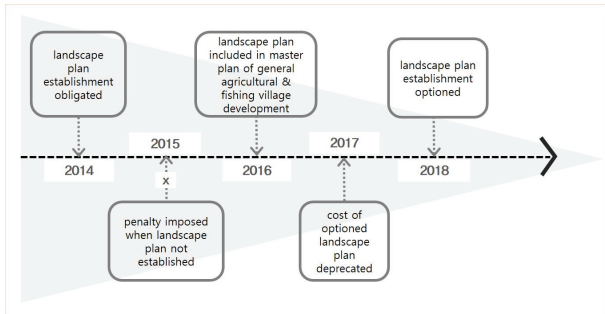 landscape
plan
establishment
obligated
landscape plan
included in master
plan of general
agricultural &
fishing village
development
landscape plan
establishment
optioned
2015
2017
2014
x
2016
2018
penalty imposed
when landscape
plan not
established
cost of
optioned
landscape
plan
deprecated